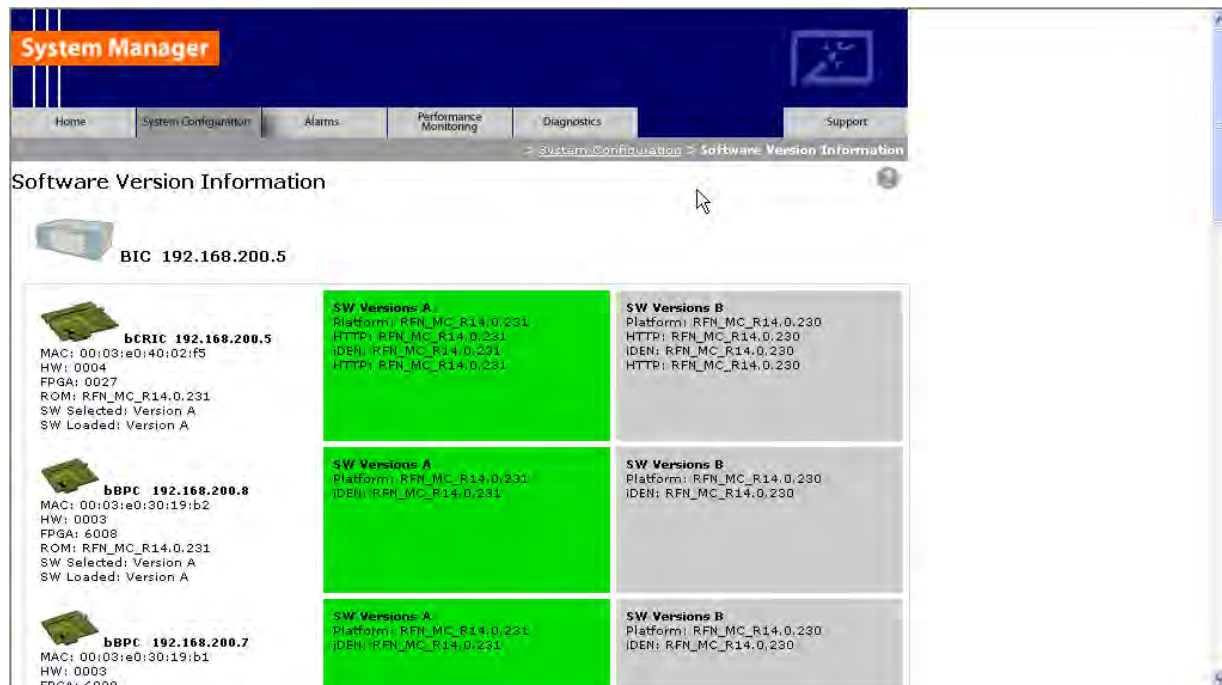 System Manager
Home System Configuration Alarms Performance Monitoring Diagnostics Support
> System Configuration > Software Version Information
Software Version Information
BIC 192.168.200.5
bCRIC 192.168.200.5
MAC: 00:03:e0:40:02:f5
HW: 0004
FPGA: 0027
ROM: RFN_MC_R14.0.231
SW Selected: Version A
SW Loaded: Version A
SW Versions A
Platform: RFN_MC_R14.0.231
HTTP: RFN_MC_R14.0.231
iDEN: RFN_MC_R14.0.231
HTTP: RFN_MC_R14.0.231
SW Versions B
Platform: RFN_MC_R14.0.230
HTTP: RFN_MC_R14.0.230
iDEN: RFN_MC_R14.0.230
HTTP: RFN_MC_R14.0.230
bBPC 192.168.200.8
MAC: 00:03:e0:30:19:b2
HW: 0003
FPGA: 6008
ROM: RFN_MC_R14.0.231
SW Selected: Version A
SW Loaded: Version A
SW Versions A
Platform: RFN_MC_R14.0.231
iDEN: RFN_MC_R14.0.231
SW Versions B
Platform: RFN_MC_R14.0.230
iDEN: RFN_MC_R14.0.230
bBPC 192.168.200.7
MAC: 00:03:e0:30:19:b1
HW: 0003
FPGA: 6008
SW Versions A
Platform: RFN_MC_R14.0.231
iDEN: RFN_MC_R14.0.231
SW Versions B
Platform: RFN_MC_R14.0.230
iDEN: RFN_MC_R14.0.230